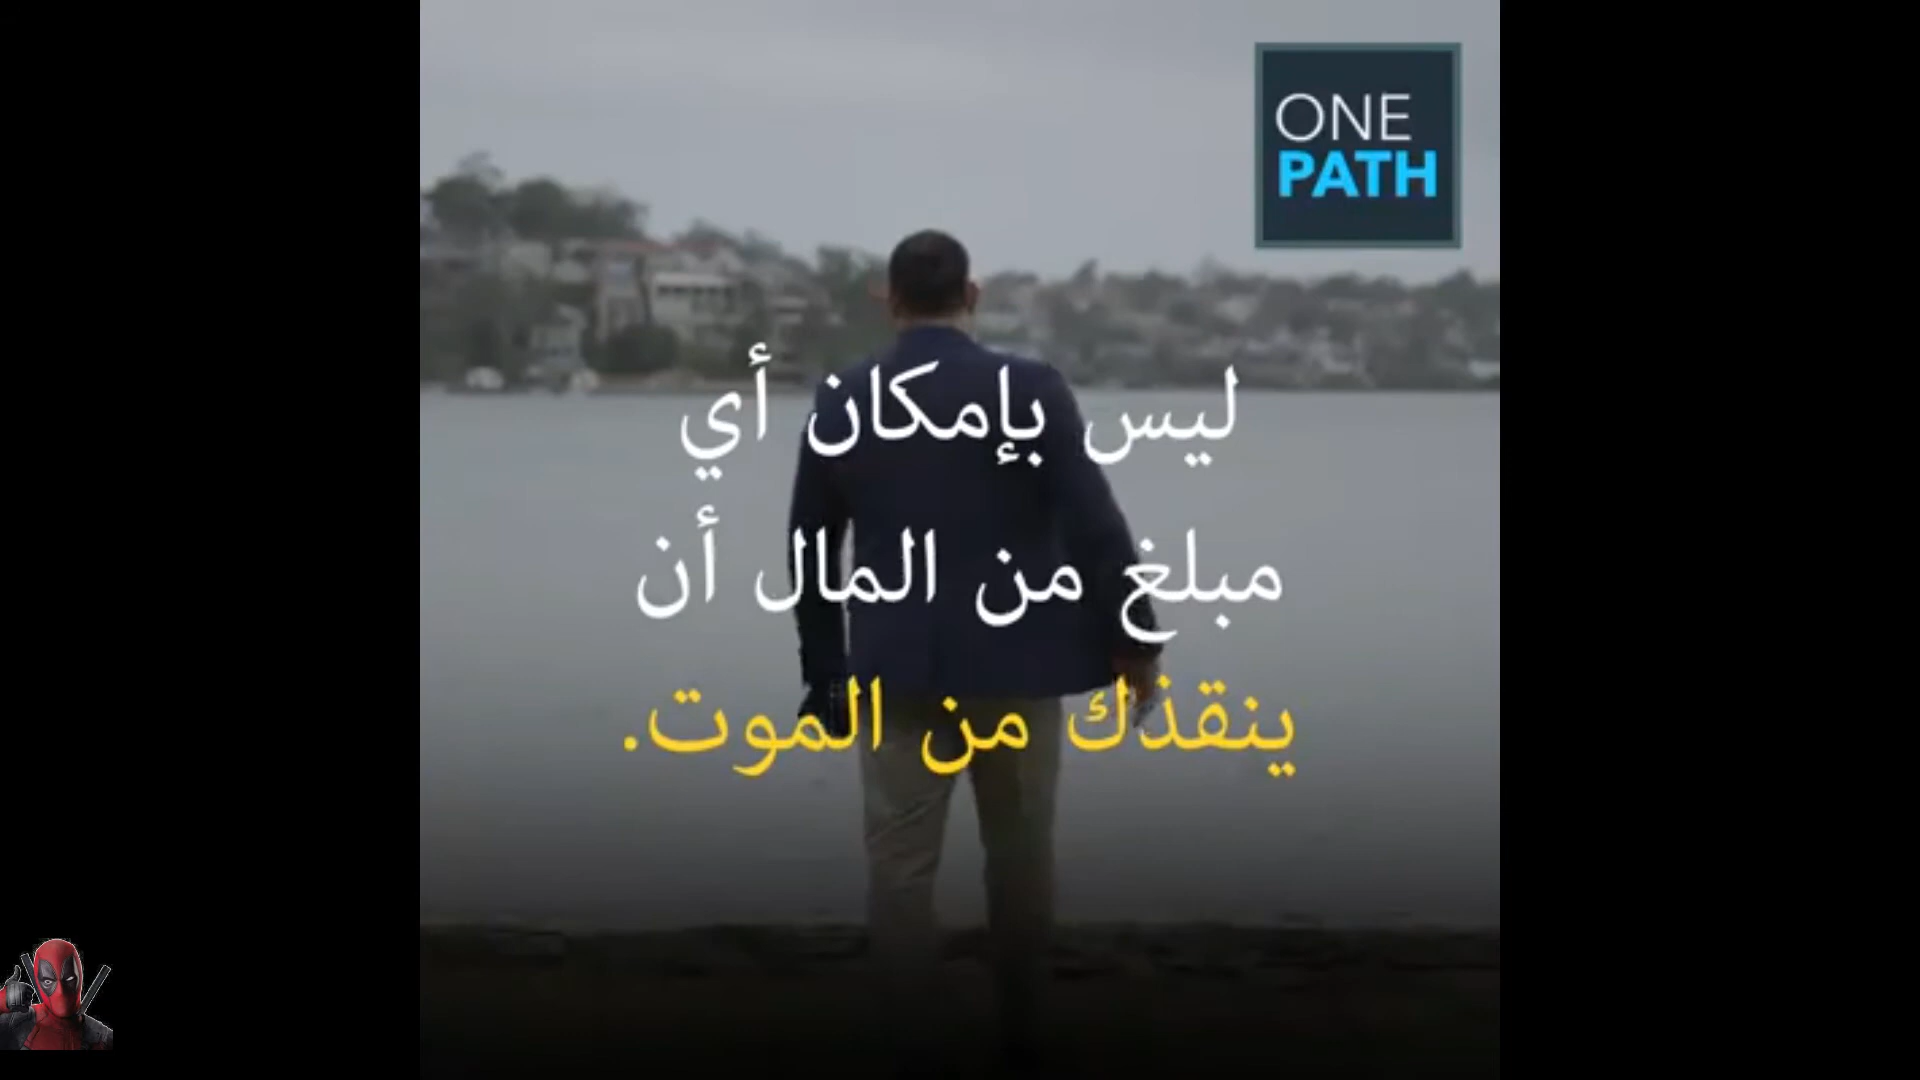 ONE
PATH
ليس بإمكان أي
مبلغ من المال أن
ينقذك من الموت.